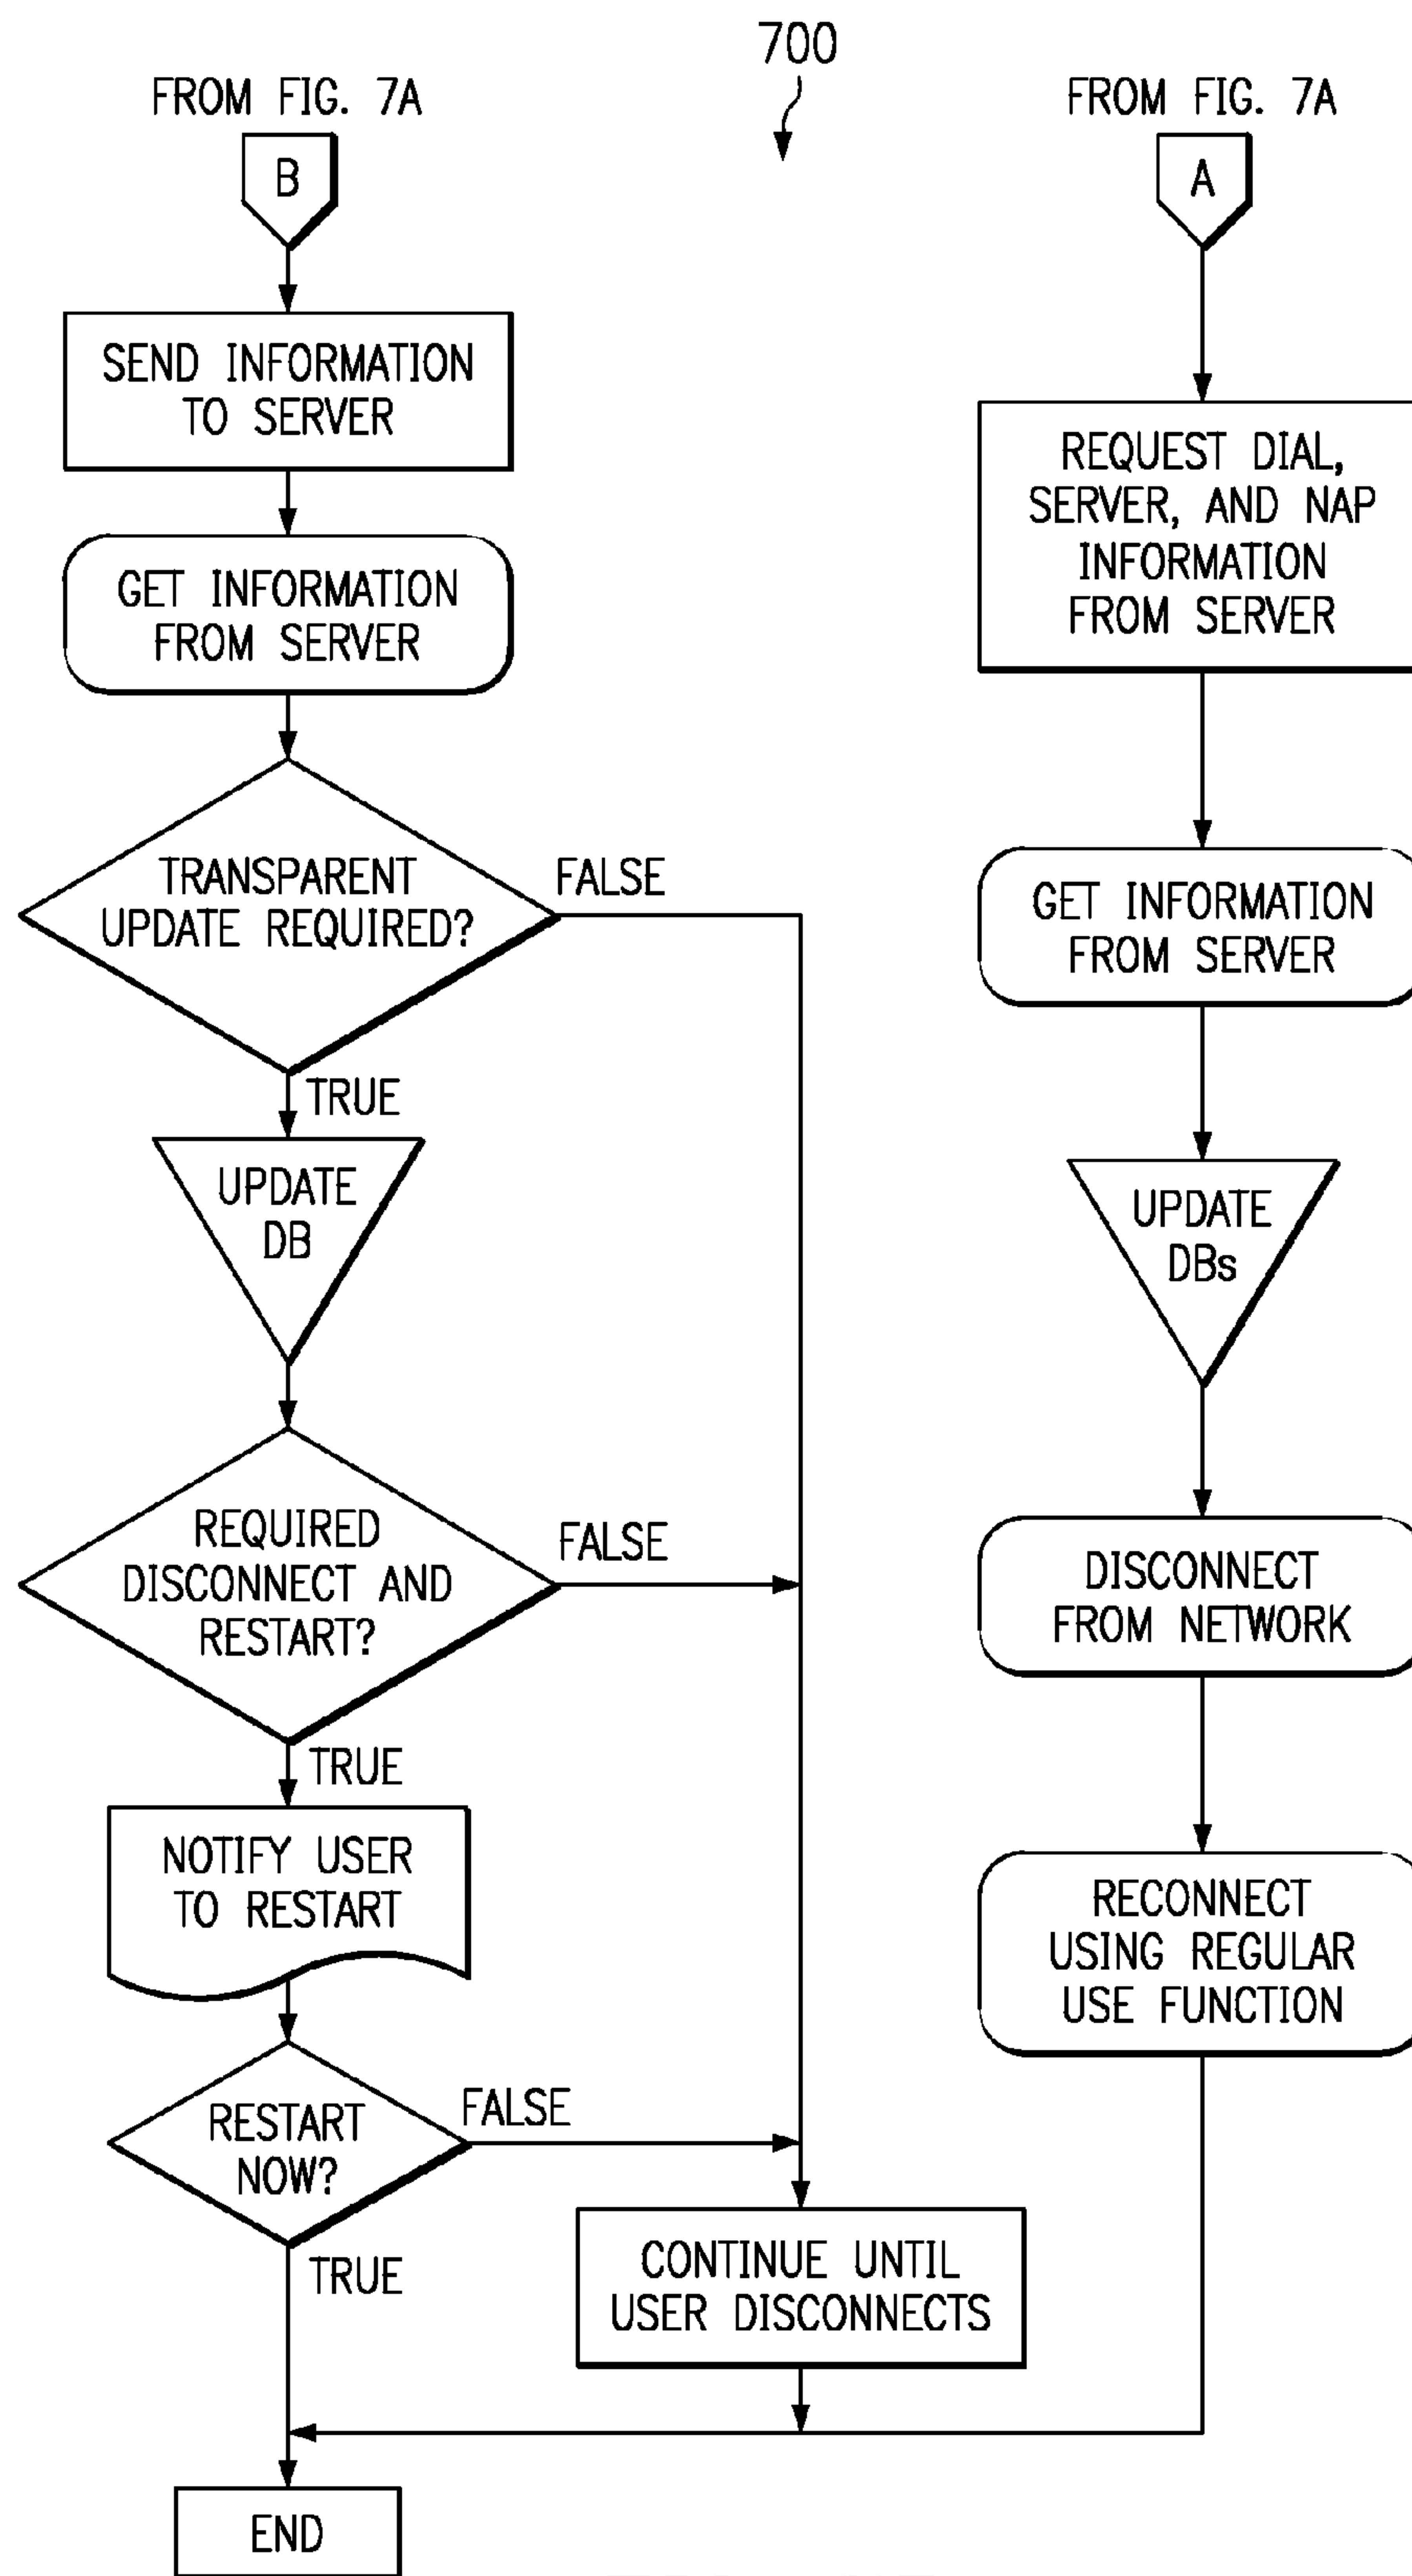 700
FROM FIG. 7A
B
SEND INFORMATION
TO SERVER
GET INFORMATION
FROM SERVER
TRANSPARENT
UPDATE REQUIRED?
FALSE
TRUE
UPDATE
DB
REQUIRED
DISCONNECT AND
RESTART?
FALSE
TRUE
NOTIFY USER
TO RESTART
RESTART
NOW?
FALSE
TRUE
CONTINUE UNTIL
USER DISCONNECTS
END
FROM FIG. 7A
A
REQUEST DIAL,
SERVER, AND NAP
INFORMATION
FROM SERVER
GET INFORMATION
FROM SERVER
UPDATE
DBs
DISCONNECT
FROM NETWORK
RECONNECT
USING REGULAR
USE FUNCTION